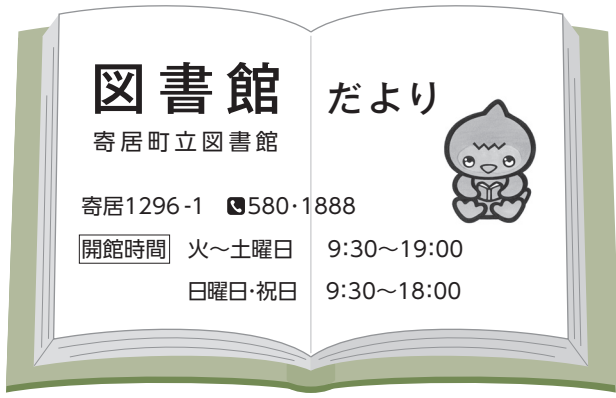 図書館 だより
寄居町立図書館
寄居1296-1 580・1888
開館時間 火〜土曜日 9:30〜19:00
日曜日・祝日 9:30〜18:00